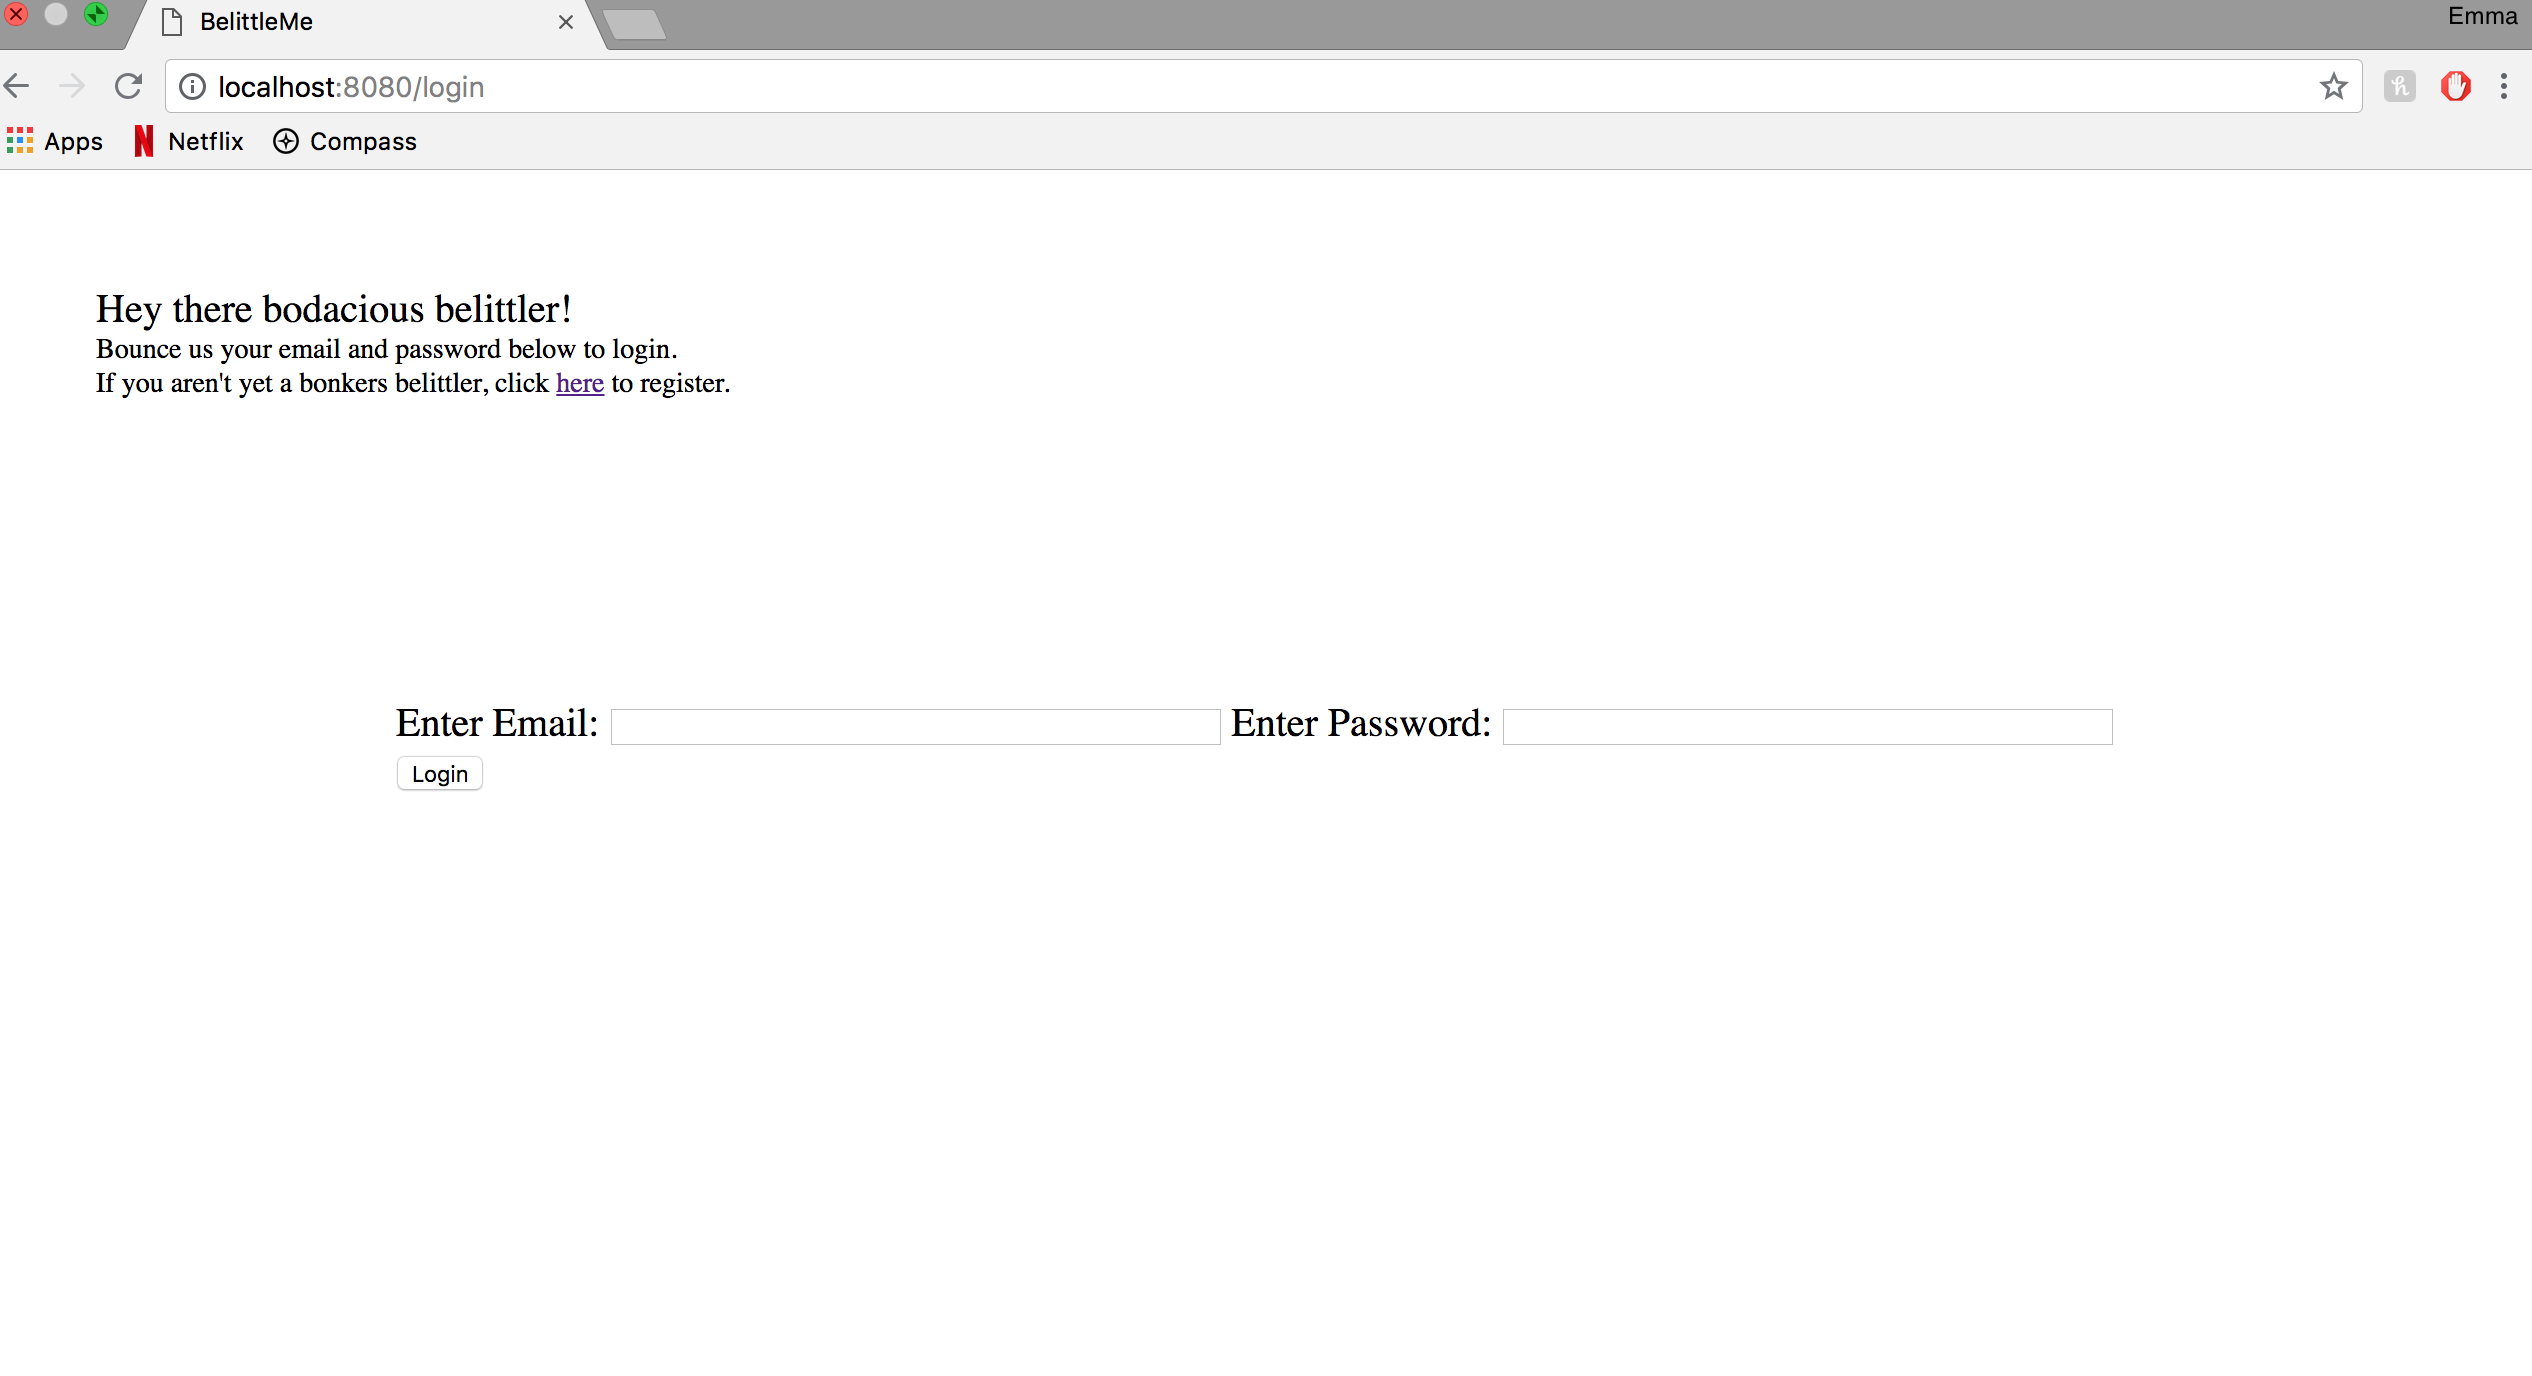 BelittleMe
Emma
localhost:8080/login
Apps Netflix Compass
Hey there bodacious belittler!
Bounce us your email and password below to login.
If you aren't yet a bonkers belittler, click here to register.
Enter Email: Enter Password:
Login